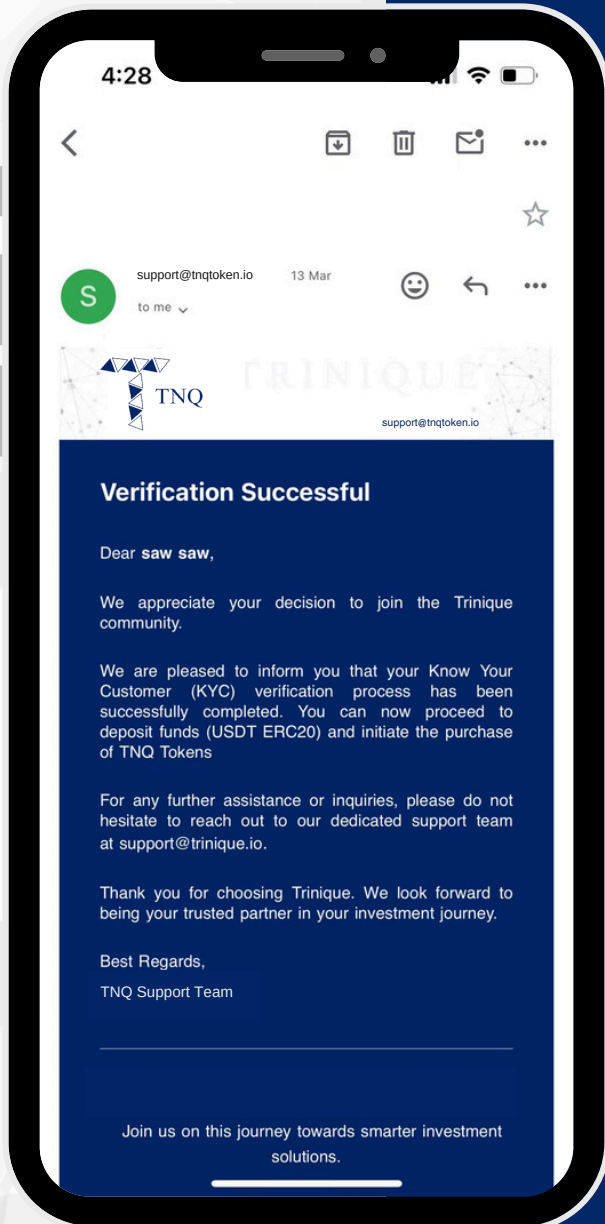 4:28
support@tnqtoken.io 13 Mar
S
to me
TRINIQUE
TNQ
support@tnqtoken.io
Verification Successful
Dear saw saw,
We appreciate your decision to join the Trinique
community.
We are pleased to inform you that your Know Your
Customer (KYC) verification process has been
successfully completed. You can now proceed to
deposit funds (USDT ERC20) and initiate the purchase
of TNQ Tokens
For any further assistance or inquiries, please do not
hesitate to reach out to our dedicated support team
at support@trinique.io.
Thank you for choosing Trinique. We look forward to
being your trusted partner in your investment journey.
Best Regards,
TNQ Support Team
Join us on this journey towards smarter investment
solutions.